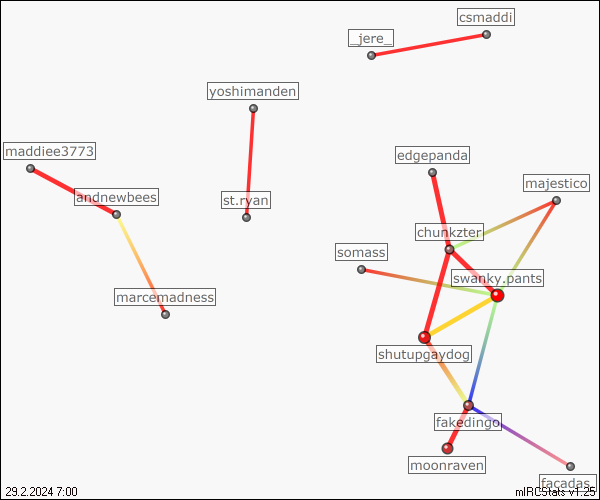 csmaddi
_jere_
yoshimanden
maddiee3773
edgepanda
majestico
andnewbees
st.ryan
chunkzter
somass
swanky.pants
marcemadness
shutupgaydog
fakedingo
moonraven
facadas_
29.2.2024 7:00
mIRCStats v1.25